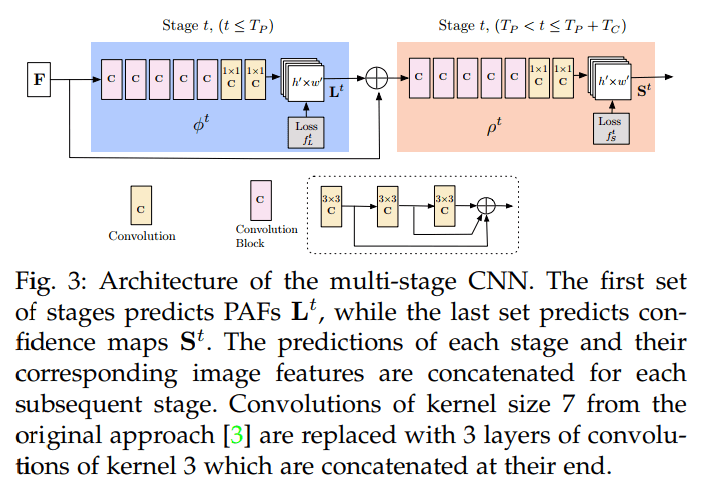 Stage t, (t ≤ T_P)
Stage t, (T_P < t ≤ T_P + T_C)
F
C C C C C 1×1 C 1×1 C
h′×w′
L^t
Loss f_L^t
ϕ^t
C C C C C 1×1 C 1×1 C
h′×w′
S^t
Loss f_S^t
ρ^t
C
Convolution
C
Convolution
Block
3×3 C 3×3 C 3×3 C
Fig. 3: Architecture of the multi-stage CNN. The first set
of stages predicts PAFs L^t, while the last set predicts con-
fidence maps S^t. The predictions of each stage and their
corresponding image features are concatenated for each
subsequent stage. Convolutions of kernel size 7 from the
original approach [3] are replaced with 3 layers of convolu-
tions of kernel 3 which are concatenated at their end.